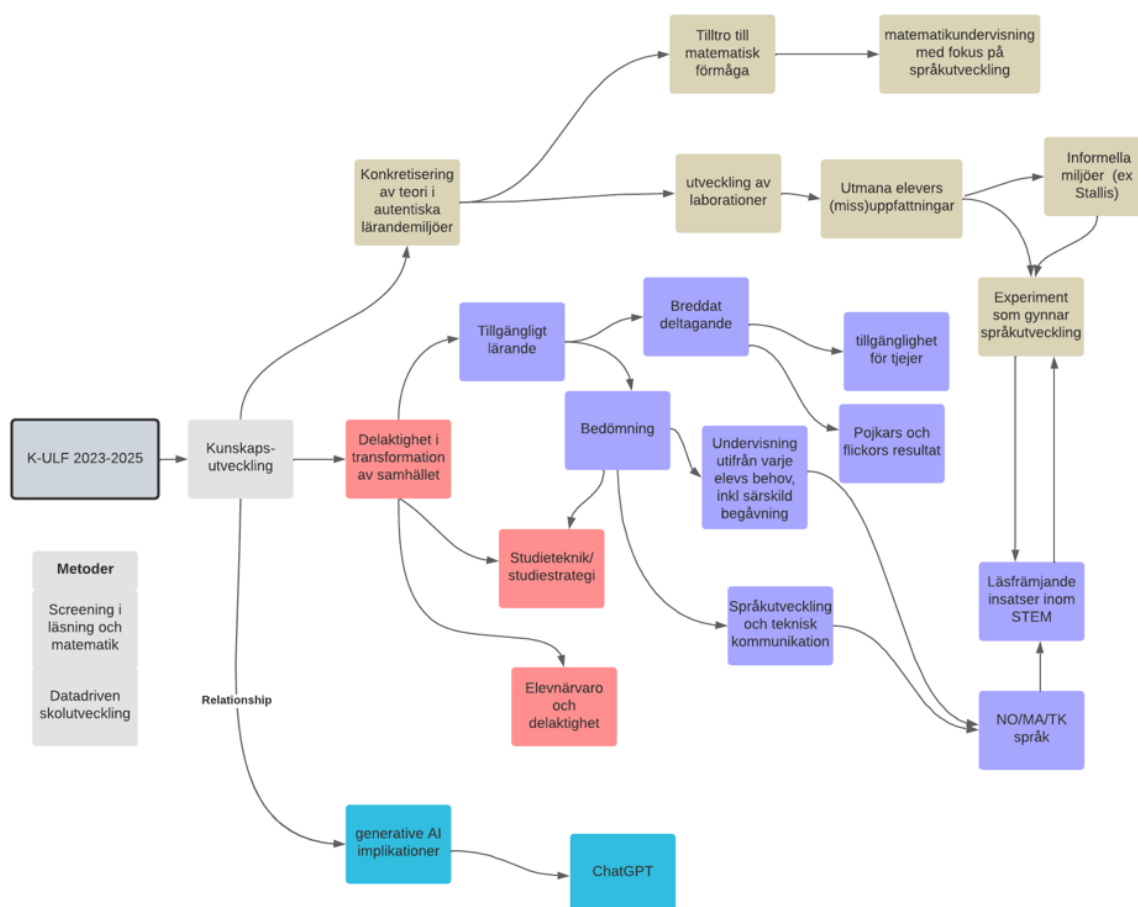 Tilltro till
matematisk
förmåga
matematikundervisning
med fokus på
språkutveckling
Konkretisering
av teori i
autentiska
lärandemiljöer
utveckling av
laborationer
Utmana elevers
(miss)uppfattningar
Informella
miljöer (ex
Stallis)
Experiment
som gynnar
språkutveckling
Tillgängligt
lärande
Breddat
deltagande
tillgänglighet
för tjejer
Bedömning
Pojkars och
flickors resultat
K-ULF 2023-2025
Kunskaps-
utveckling
Delaktighet i
transformation
av samhället
Undervisning
utifrån varje
elevs behov,
inkl särskild
begåvning
Studieteknik/
studiestrategi
Läsfrämjande
insatser inom
STEM
Metoder
Screening i
läsning och
matematik
Datadriven
skolutveckling
Språkutveckling
och teknisk
kommunikation
Relationship
Elevnärvaro
och
delaktighet
NO/MA/TK
språk
generative AI
implikationer
ChatGPT